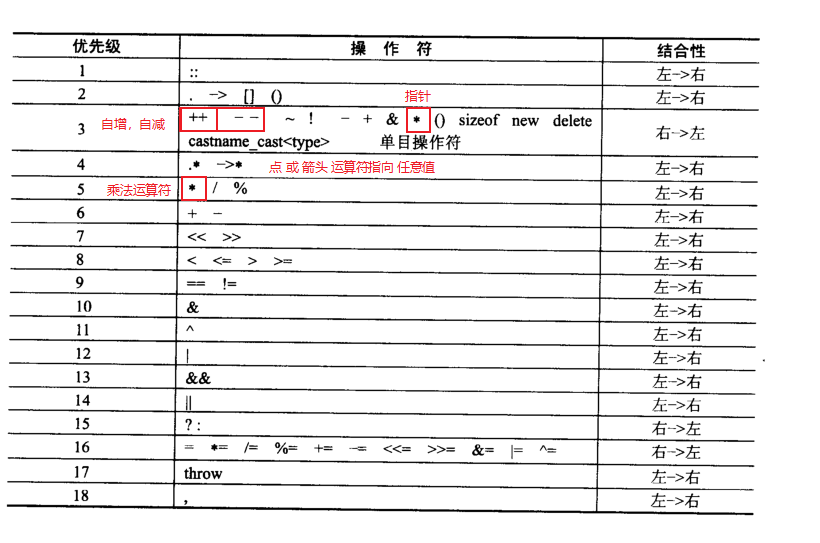 优先级 操 作 符 结合性
1 :: 左->右
2 . -> [] () 左->右
指针
自增，自减
3 ++ -- ~ ! - + & * () sizeof new delete 右->左
castname_cast<type> 单目操作符
4 .* ->* 点 或 箭头 运算符指向 任意值 左->右
5 乘法运算符 * / % 左->右
6 + - 左->右
7 << >> 左->右
8 < <= > >= 左->右
9 == != 左->右
10 & 左->右
11 ^ 左->右
12 | 左->右
13 && 左->右
14 || 左->右
15 ? : 右->左
16 = *= /= %= += -= <<= >>= &= |= ^= 右->左
17 throw 左->右
18 , 左->右